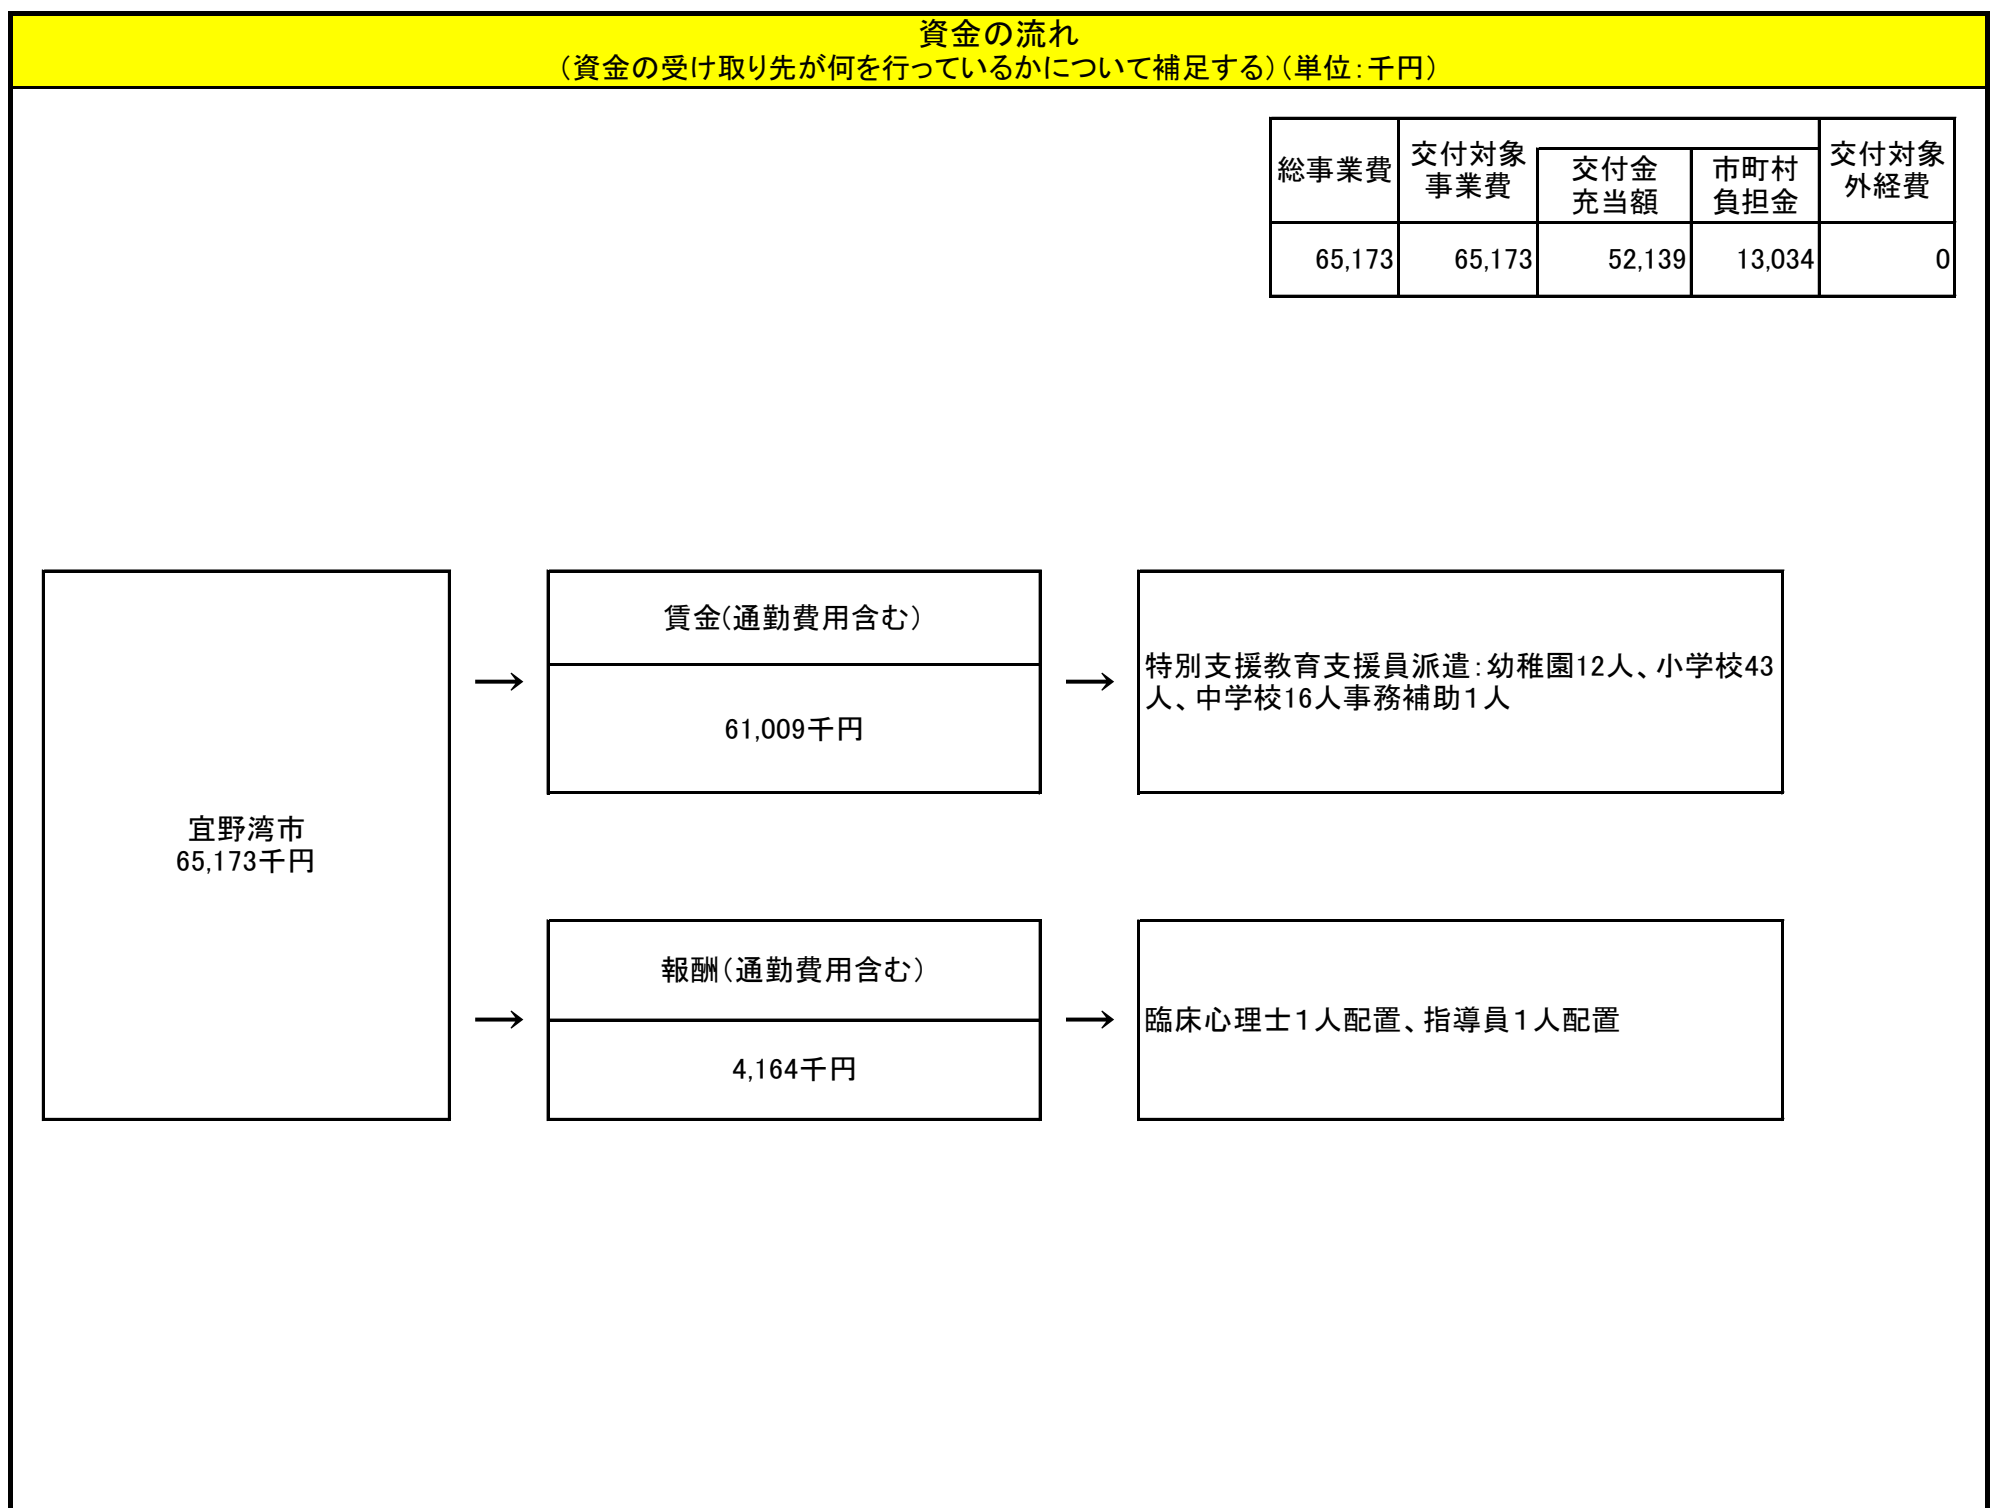 資金の流れ
（資金の受け取り先が何を行っているかについて補足する）（単位：千円）
総事業費
交付対象
事業費
交付金
充当額
市町村
負担金
交付対象
外経費
65,173
65,173
52,139
13,034
0
宜野湾市
65,173千円
→
賃金（通勤費用含む）
61,009千円
→
特別支援教育支援員派遣：幼稚園12人、小学校43
人、中学校16人事務補助１人
→
報酬（通勤費用含む）
4,164千円
→
臨床心理士１人配置、指導員１人配置